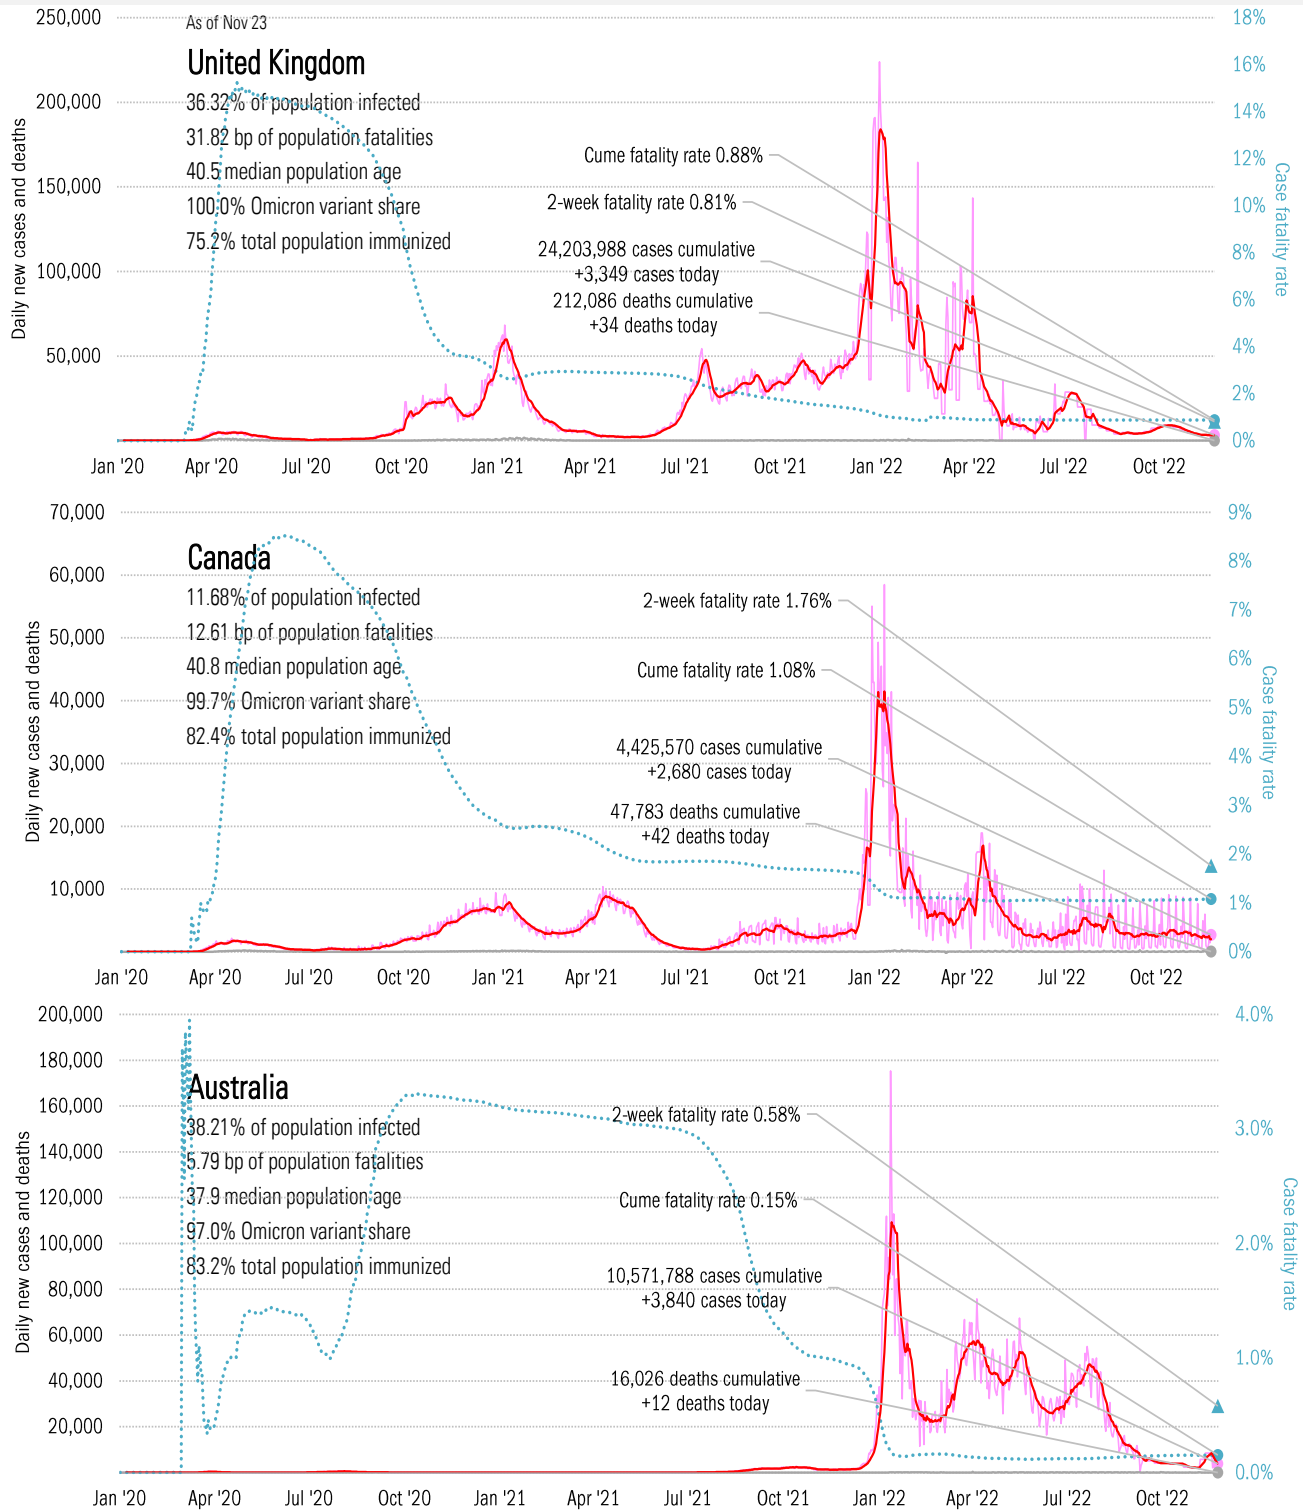 As of Nov 23
United Kingdom
36.32% of population infected
31.82 bp of population fatalities
40.5 median population age
100.0% Omicron variant share
75.2% total population immunized
Cume fatality rate 0.88%
2-week fatality rate 0.81%
24,203,988 cases cumulative
+3,349 cases today
212,086 deaths cumulative
+34 deaths today
Daily new cases and deaths
250,000
200,000
150,000
100,000
50,000
18%
16%
14%
12%
10%
8%
6%
4%
2%
0%
Case fatality rate
Jan '20 Apr '20 Jul '20 Oct '20 Jan '21 Apr '21 Jul '21 Oct '21 Jan '22 Apr '22 Jul '22 Oct '22
Canada
11.68% of population infected
12.61 bp of population fatalities
40.8 median population age
99.7% Omicron variant share
82.4% total population immunized
2-week fatality rate 1.76%
Cume fatality rate 1.08%
4,425,570 cases cumulative
+2,680 cases today
47,783 deaths cumulative
+42 deaths today
Daily new cases and deaths
70,000
60,000
50,000
40,000
30,000
20,000
10,000
9%
8%
7%
6%
5%
4%
3%
2%
1%
0%
Case fatality rate
Jan '20 Apr '20 Jul '20 Oct '20 Jan '21 Apr '21 Jul '21 Oct '21 Jan '22 Apr '22 Jul '22 Oct '22
Australia
38.21% of population infected
5.79 bp of population fatalities
37.9 median population age
97.0% Omicron variant share
83.2% total population immunized
2-week fatality rate 0.58%
Cume fatality rate 0.15%
10,571,788 cases cumulative
+3,840 cases today
16,026 deaths cumulative
+12 deaths today
Daily new cases and deaths
200,000
180,000
160,000
140,000
120,000
100,000
80,000
60,000
40,000
20,000
4.0%
3.0%
2.0%
1.0%
0.0%
Case fatality rate
Jan '20 Apr '20 Jul '20 Oct '20 Jan '21 Apr '21 Jul '21 Oct '21 Jan '22 Apr '22 Jul '22 Oct '22